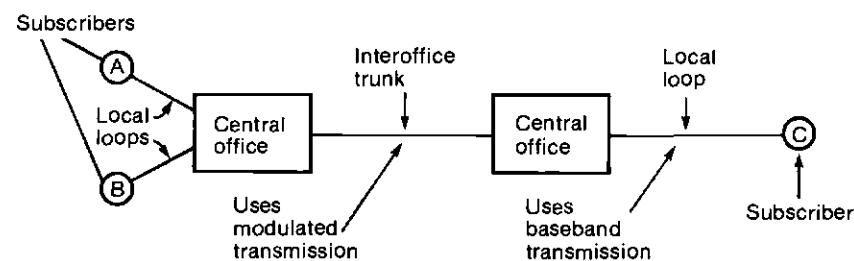 Subscribers
A
Local
loops
B
Central
office
Interoffice
trunk
Uses
modulated
transmission
Central
office
Local
loop
Uses
baseband
transmission
C
Subscriber